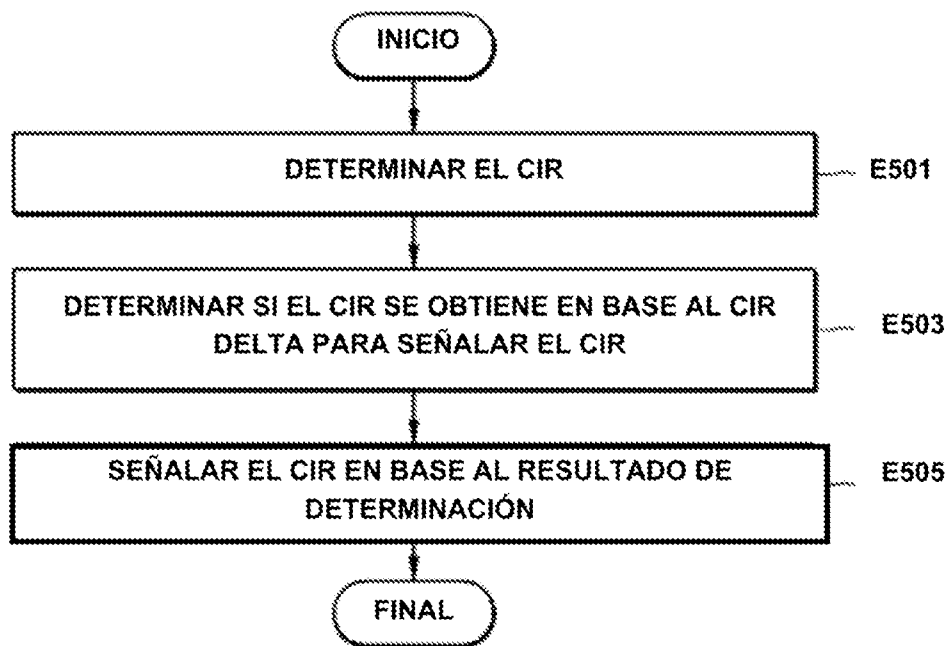 INICIO
DETERMINAR EL CIR
E501
DETERMINAR SI EL CIR SE OBTIENE EN BASE AL CIR
DELTA PARA SEÑALAR EL CIR
E503
SEÑALAR EL CIR EN BASE AL RESULTADO DE
DETERMINACIÓN
E505
FINAL